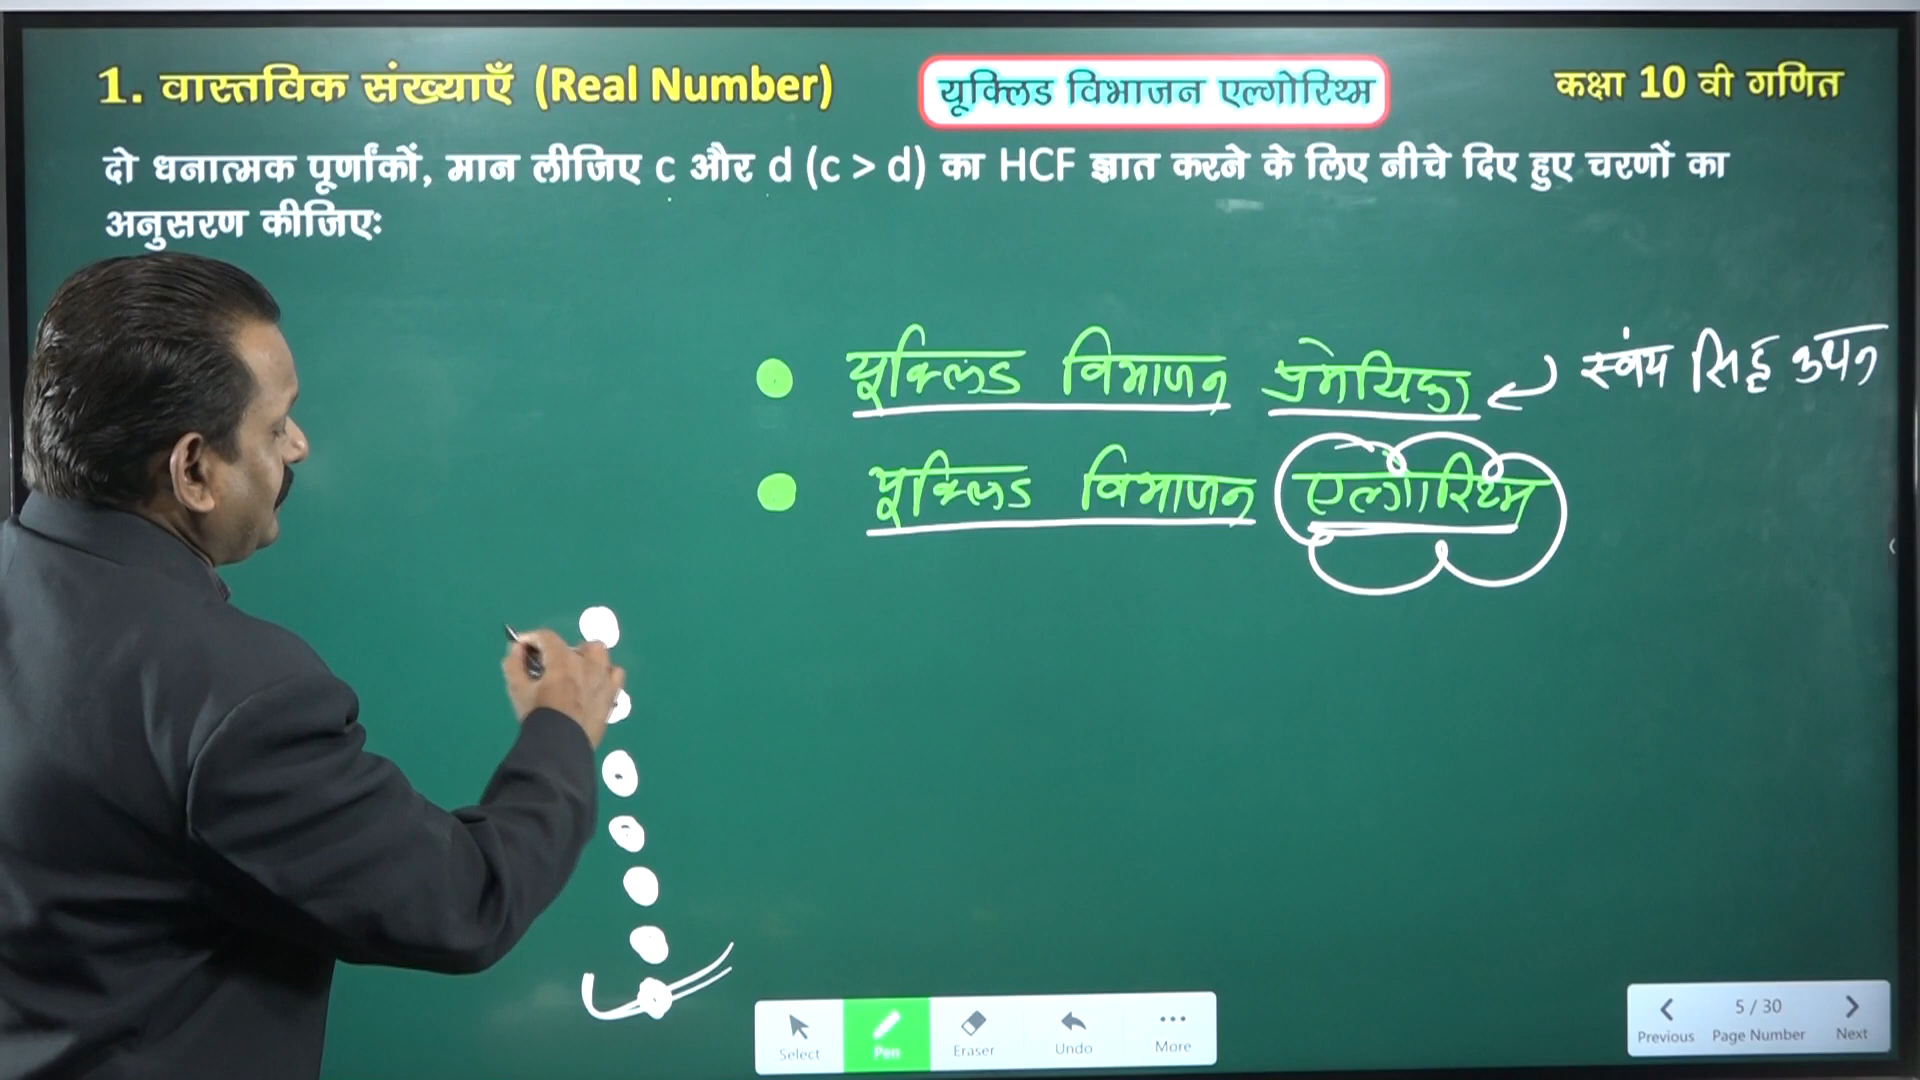 1. वास्तविक संख्याएँ (Real Number)
यूक्लिड विभाजन एल्गोरिथ्म
कक्षा 10 वी गणित
दो धनात्मक पूर्णांकों, मान लीजिए c और d (c > d) का HCF ज्ञात करने के लिए नीचे दिए हुए चरणों का
अनुसरण कीजिएः
यूक्लिड विभाजन प्रमेयिका
स्वंय सिद्ध कथन
यूक्लिड विभाजन एल्गोरिथ्म
Select
Pen
Eraser
Undo
More
5 / 30
Previous Page Number Next